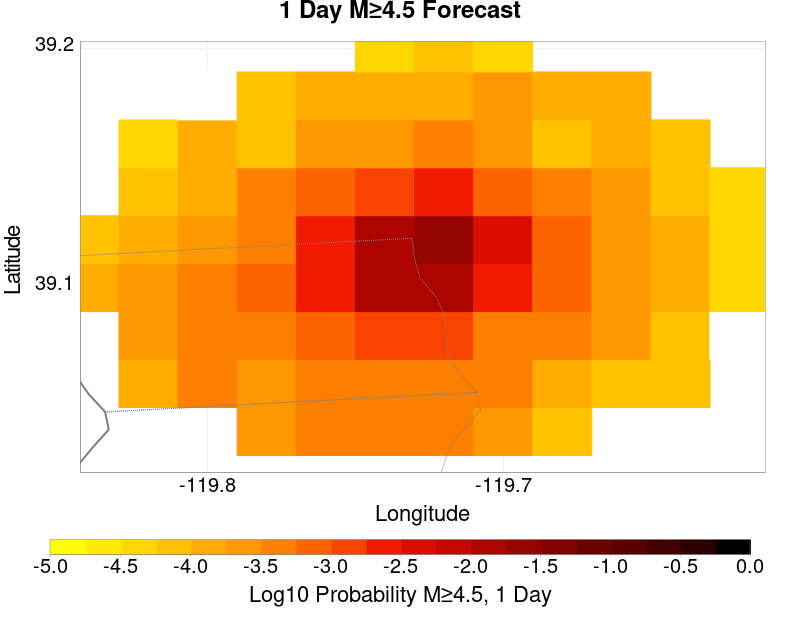 1 Day M≥4.5 Forecast
39.2
39.1
Latitude
-119.8 -119.7
Longitude
-5.0 -4.5 -4.0 -3.5 -3.0 -2.5 -2.0 -1.5 -1.0 -0.5 0.0
Log10 Probability M≥4.5, 1 Day